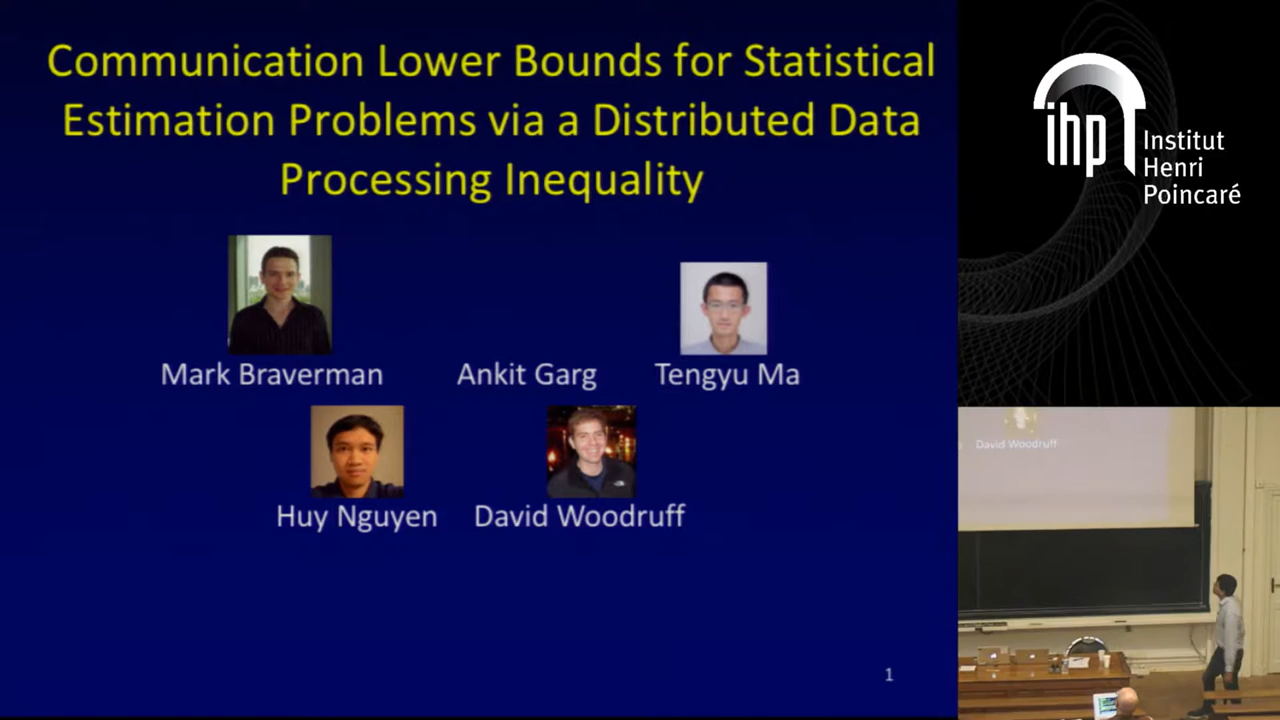 Communication Lower Bounds for Statistical
Estimation Problems via a Distributed Data
Processing Inequality
Mark Braverman
Ankit Garg
Tengyu Ma
Huy Nguyen
David Woodruff
1
ihp
Institut
Henri
Poincaré
David Woodruff